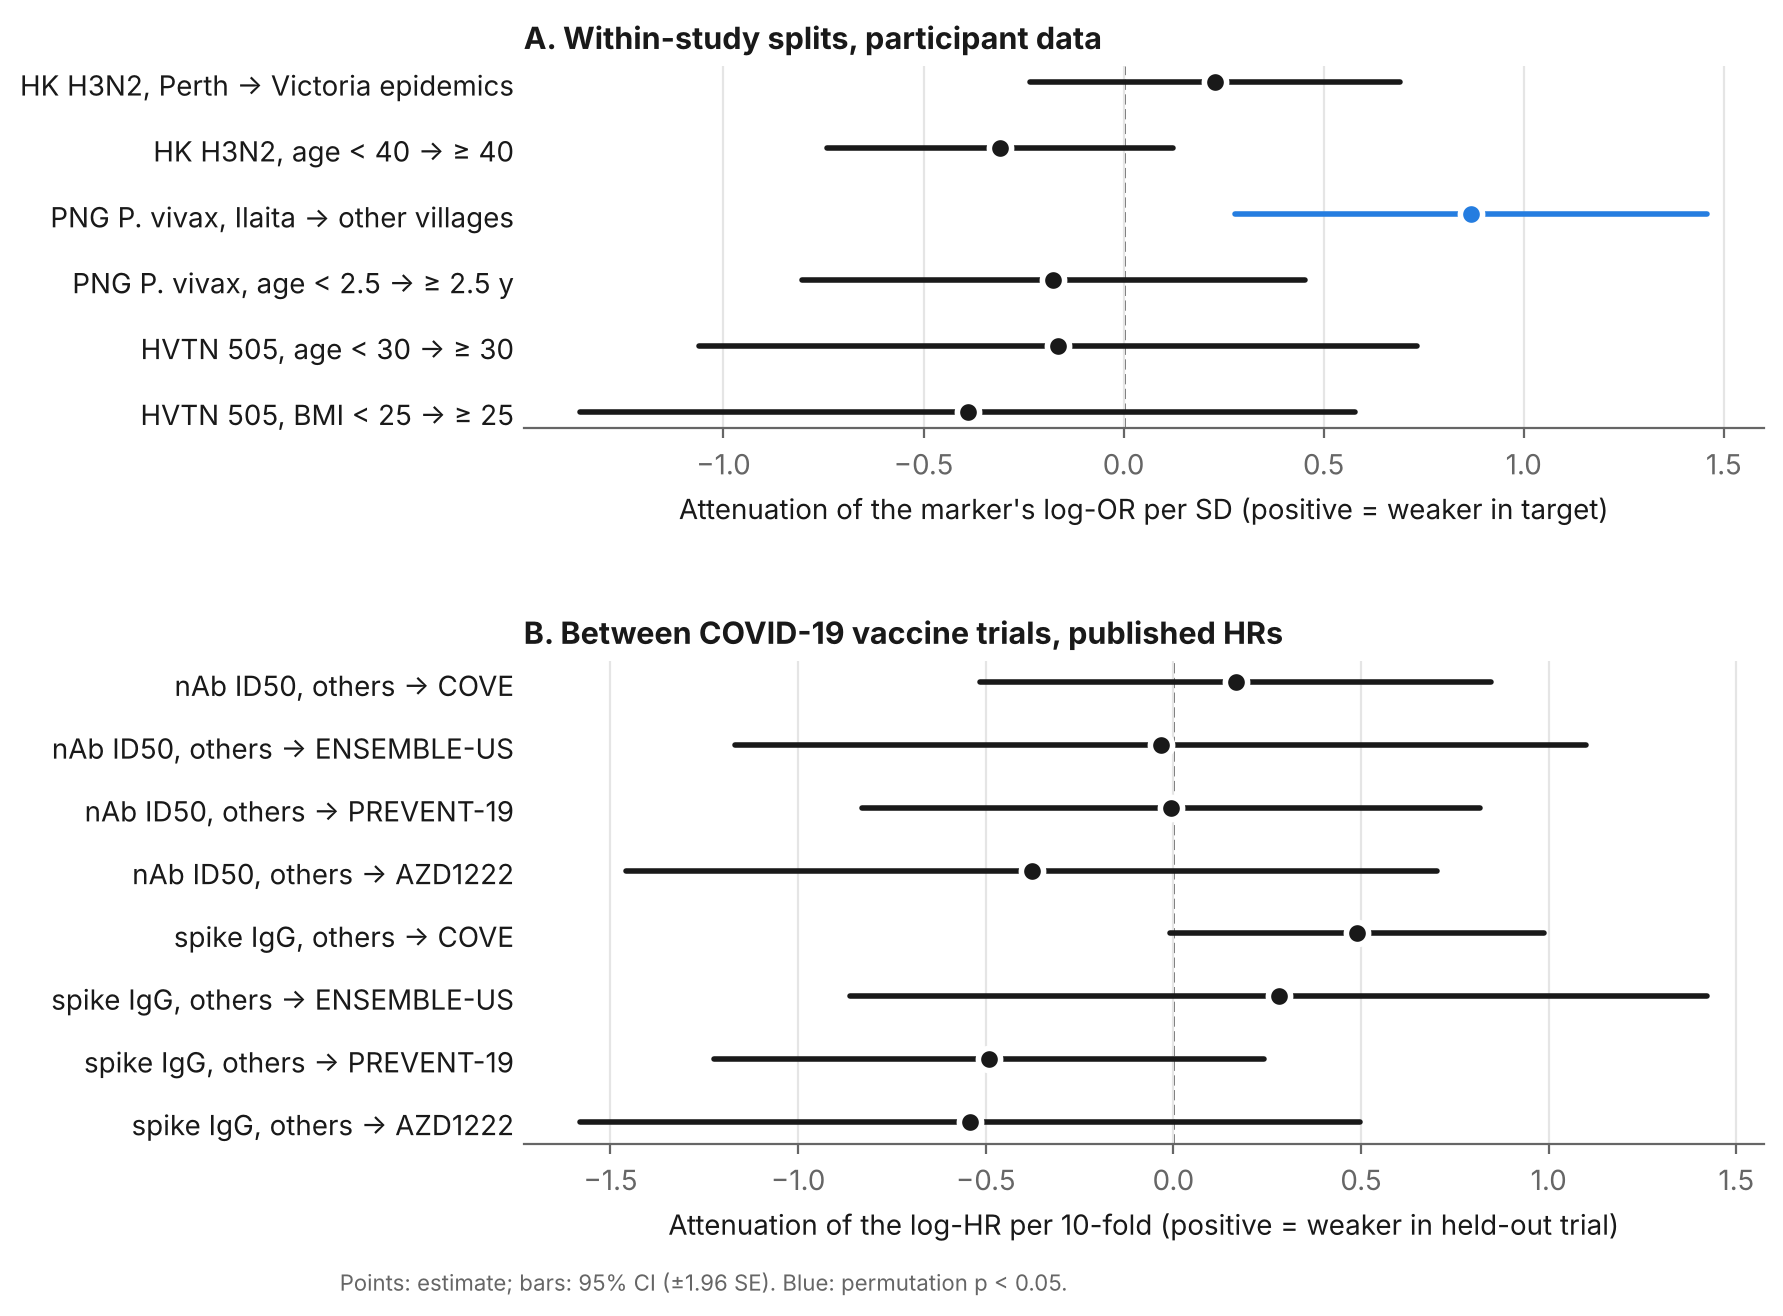 A. Within-study splits, participant data
HK H3N2, Perth → Victoria epidemics
HK H3N2, age < 40 → ≥ 40
PNG P. vivax, Ilaita → other villages
PNG P. vivax, age < 2.5 → ≥ 2.5 y
HVTN 505, age < 30 → ≥ 30
HVTN 505, BMI < 25 → ≥ 25
−1.0 −0.5 0.0 0.5 1.0 1.5
Attenuation of the marker's log-OR per SD (positive = weaker in target)
B. Between COVID-19 vaccine trials, published HRs
nAb ID50, others → COVE
nAb ID50, others → ENSEMBLE-US
nAb ID50, others → PREVENT-19
nAb ID50, others → AZD1222
spike IgG, others → COVE
spike IgG, others → ENSEMBLE-US
spike IgG, others → PREVENT-19
spike IgG, others → AZD1222
−1.5 −1.0 −0.5 0.0 0.5 1.0 1.5
Attenuation of the log-HR per 10-fold (positive = weaker in held-out trial)
Points: estimate; bars: 95% CI (±1.96 SE). Blue: permutation p < 0.05.